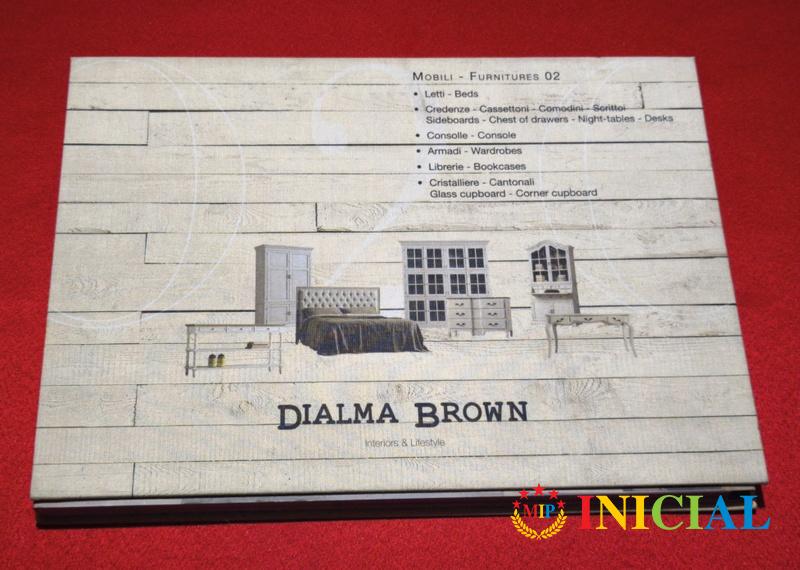 MOBILI - FURNITURES 02
• Letti - Beds
• Credenze - Cassettoni - Comodini - Scrittoi
Sideboards - Chest of drawers - Night-tables - Desks
• Consolle - Console
• Armadi - Wardrobes
• Librerie - Bookcases
• Cristalliere - Cantonali
Glass cupboard - Corner cupboard
DIALMA BROWN
Interiors & Lifestyle
MIP INICIAL